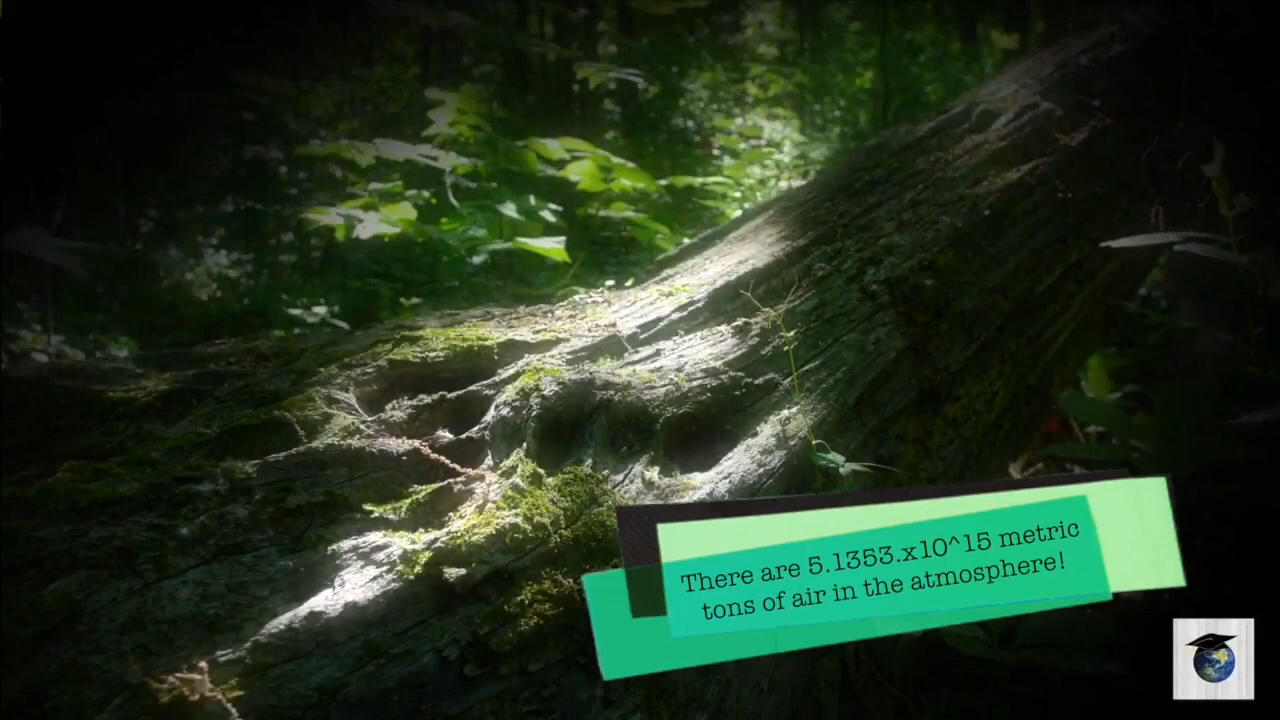 There are 5.1353.x10^15 metric
tons of air in the atmosphere!